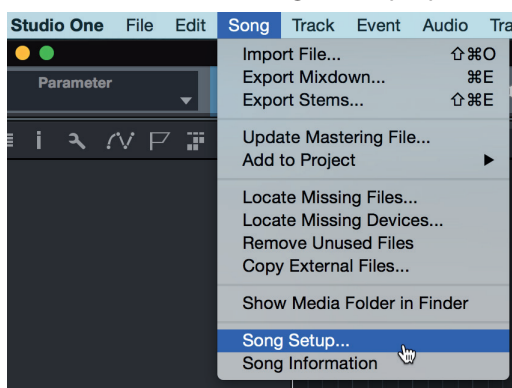 Studio One File Edit Song Track Event Audio Tra
Parameter
Import File... ⇧⌘O
Export Mixdown... ⌘E
Export Stems... ⇧⌘E
Update Mastering File...
Add to Project
Locate Missing Files...
Locate Missing Devices...
Remove Unused Files
Copy External Files...
Show Media Folder in Finder
Song Setup...
Song Information